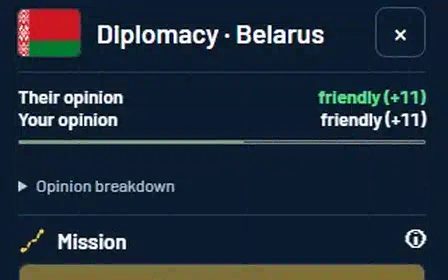 Diplomacy · Belarus
×
Their opinion friendly (+11)
Your opinion friendly (+11)
▶ Opinion breakdown
Mission